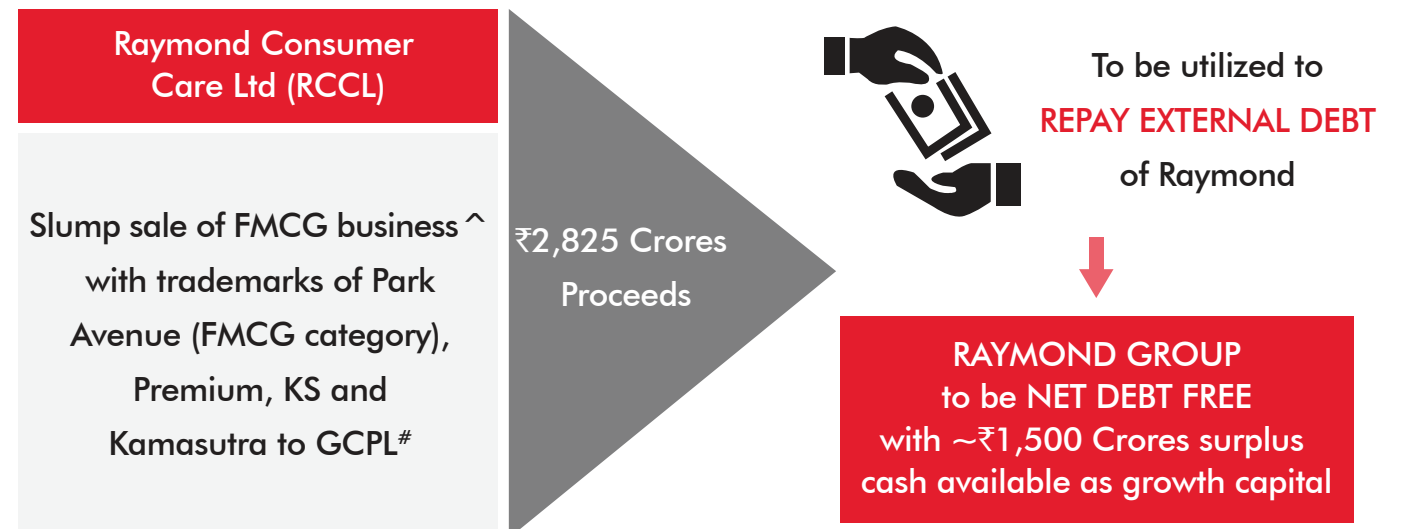 Raymond Consumer
Care Ltd (RCCL)
Slump sale of FMCG business ^
with trademarks of Park
Avenue (FMCG category),
Premium, KS and
Kamasutra to GCPL#
₹2,825 Crores
Proceeds
To be utilized to
REPAY EXTERNAL DEBT
of Raymond
RAYMOND GROUP
to be NET DEBT FREE
with ~₹1,500 Crores surplus
cash available as growth capital